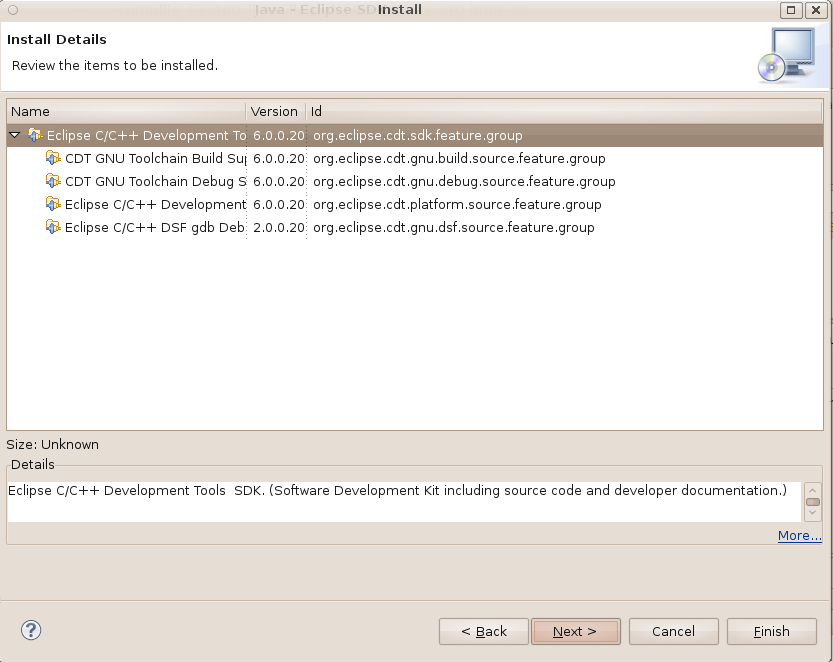 Java - Eclipse SD
Install
Install Details
Review the items to be installed.
Name Version Id
Eclipse C/C++ Development To 6.0.0.20 org.eclipse.cdt.sdk.feature.group
CDT GNU Toolchain Build Su 6.0.0.20 org.eclipse.cdt.gnu.build.source.feature.group
CDT GNU Toolchain Debug S 6.0.0.20 org.eclipse.cdt.gnu.debug.source.feature.group
Eclipse C/C++ Development 6.0.0.20 org.eclipse.cdt.platform.source.feature.group
Eclipse C/C++ DSF gdb Deb 2.0.0.20 org.eclipse.cdt.gnu.dsf.source.feature.group
Size: Unknown
Details
Eclipse C/C++ Development Tools  SDK. (Software Development Kit including source code and developer documentation.)
More...
? < Back Next > Cancel Finish